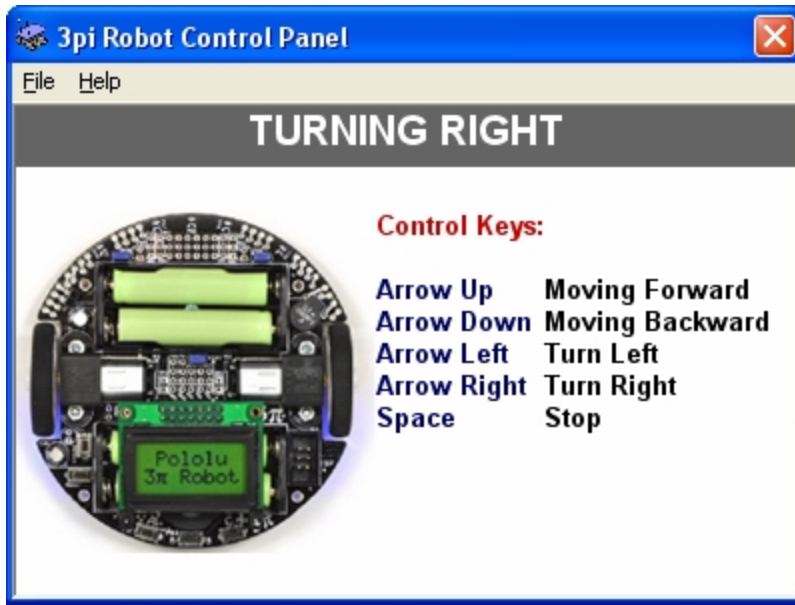 3pi Robot Control Panel
File Help
TURNING RIGHT
Control Keys:
Arrow Up Moving Forward
Arrow Down Moving Backward
Arrow Left Turn Left
Arrow Right Turn Right
Space Stop
Pololu
3π Robot